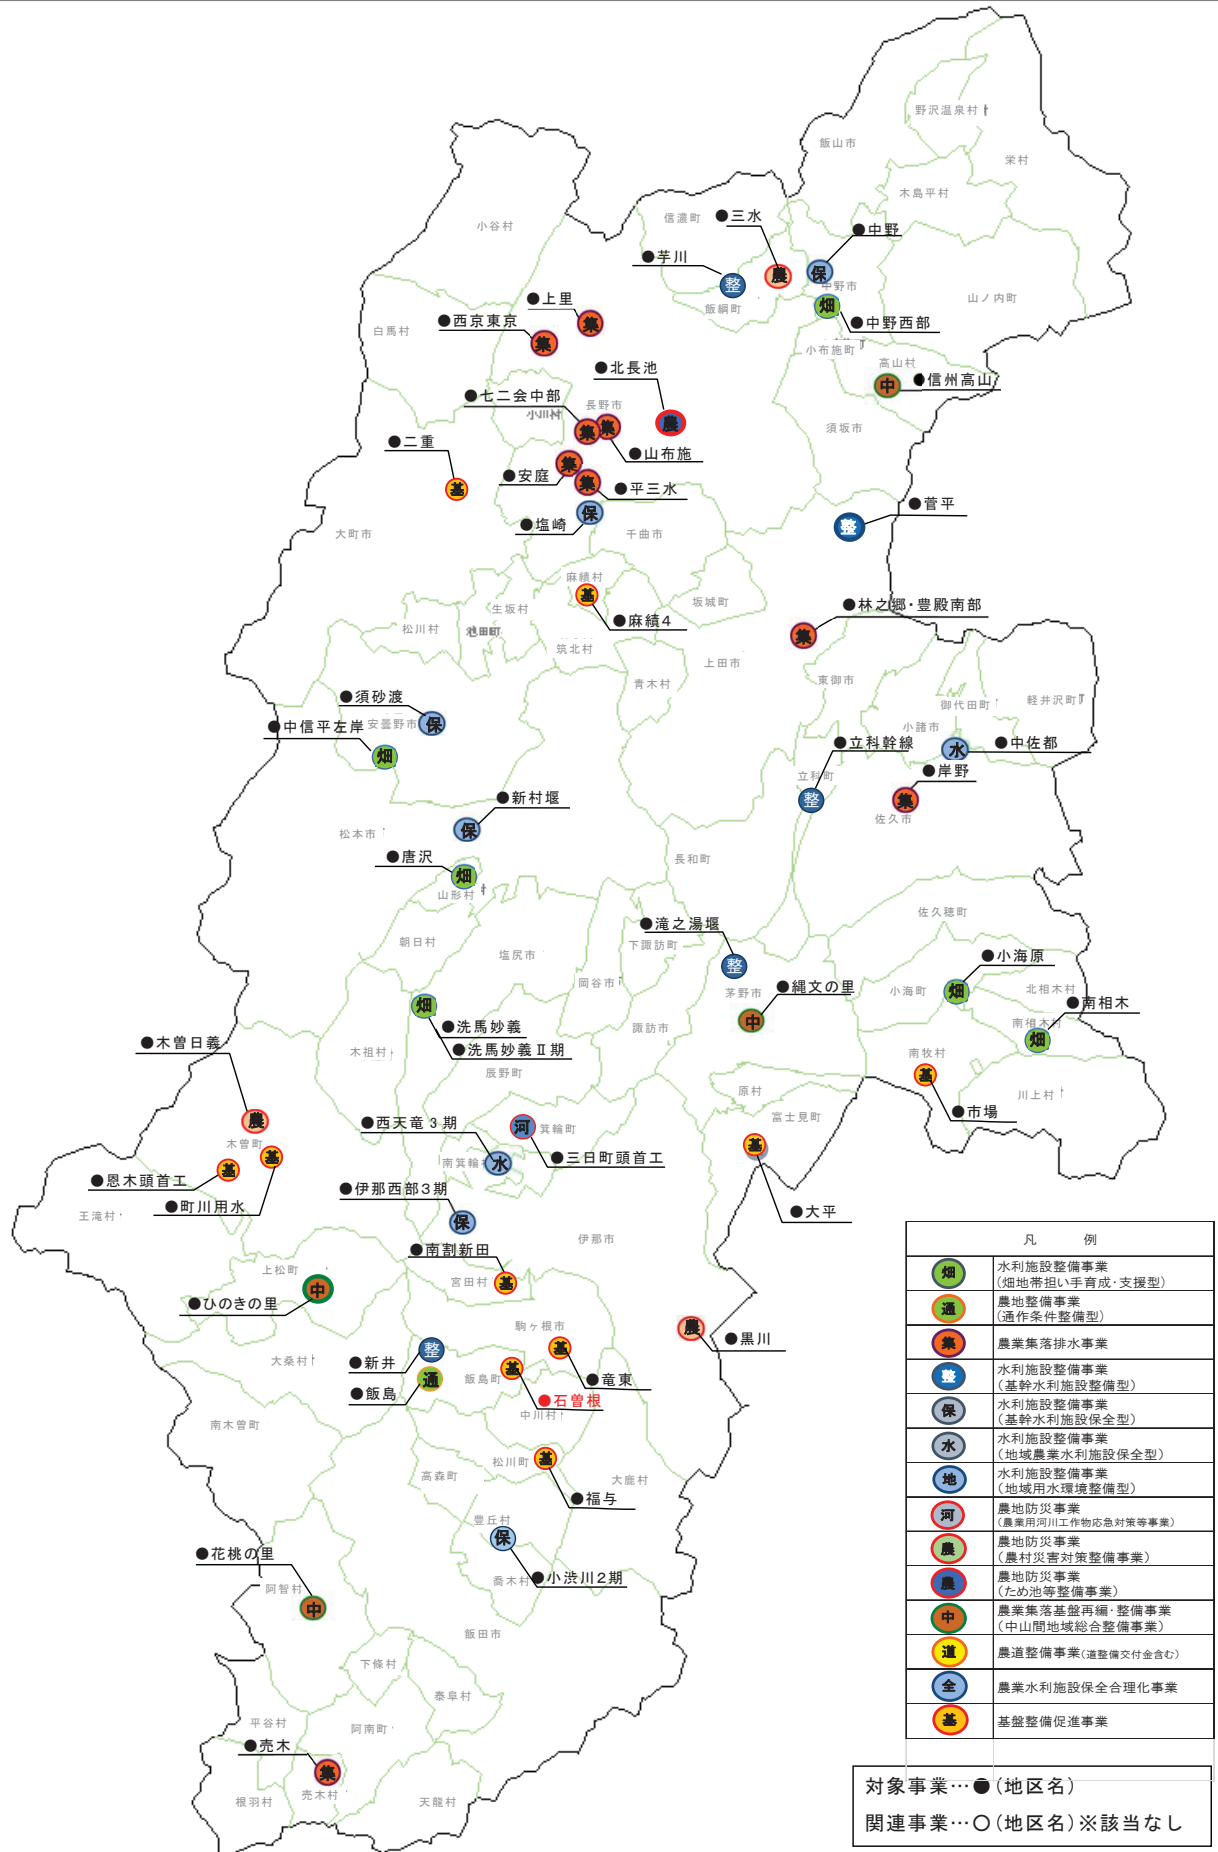 野沢温泉村
飯山市
栄村
木島平村
信濃町
●三水
小谷村
●中野
●芋川
農
保
整
中野市
山ノ内町
飯綱町
●上里
畑
白馬村
●西京東京
集
●中野西部
集
小布施町
高山村
●北長池
中
●信州高山
●七二会中部
長野市
小川村
農
須坂市
集
集
●二重
●山布施
●安庭
集
基
集
●平三水
●菅平
●塩崎
保
整
大町市
千曲市
麻績村
基
坂城町
●林之郷・豊殿南部
生坂村
●麻績4
松川村
池田町
集
筑北村
上田市
青木村
東御市
●須砂渡
御代田町
軽井沢町
●中信平左岸
安曇野市
保
小諸市
畑
●立科幹線
水
●中佐都
立科町
●岸野
●新村堰
整
集
松本市
保
佐久市
●唐沢
長和町
畑
山形村
佐久穂町
●滝之湯堰
朝日村
下諏訪町
塩尻市
●小海原
整
岡谷市
茅野市
●縄文の里
小海町
畑
北相木村
畑
●南相木
中
諏訪市
南相木村
●洗馬妙義
畑
●木曽日義
木祖村
●洗馬妙義Ⅱ期
南牧村
辰野町
基
原村
川上村
農
富士見町
●市場
●西天竜3期
河
箕輪町
木曽町
基
●三日町頭首工
基
基
南箕輪
水
●恩木頭首工
●伊那西部3期
●町川用水
●大平
王滝村
保
伊那市
●南割新田
上松町
宮田村
基
中
●ひのきの里
駒ヶ根市
農
●黒川
●新井
整
基
大桑村
●飯島
通
飯島町
基
●竜東
●石曽根
中川村
南木曽町
松川町
基
高森町
大鹿村
●福与
豊丘村
保
●花桃の里
喬木村
●小渋川2期
阿智村
中
飯田市
下條村
泰阜村
平谷村
阿南町
●売木
集
売木村
根羽村
天龍村
凡 例
畑 水利施設整備事業
(畑地帯担い手育成・支援型)
通 農地整備事業
(通作条件整備型)
集 農業集落排水事業
整 水利施設整備事業
(基幹水利施設整備型)
保 水利施設整備事業
(基幹水利施設保全型)
水 水利施設整備事業
(地域農業水利施設保全型)
地 水利施設整備事業
(地域用水環境整備型)
河 農地防災事業
(農業用河川工作物応急対策等事業)
農 農地防災事業
(農村災害対策整備事業)
農 農地防災事業
(ため池等整備事業)
中 農業集落基盤再編・整備事業
(中山間地域総合整備事業)
道 農道整備事業(道整備交付金含む)
全 農業水利施設保全合理化事業
基 基盤整備促進事業
対象事業…●(地区名)
関連事業…○(地区名)※該当なし